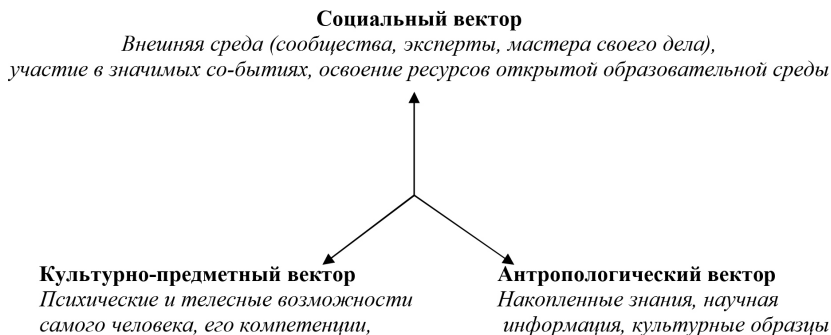 Социальный вектор
Внешняя среда (сообщества, эксперты, мастера своего дела),
участие в значимых со-бытиях, освоение ресурсов открытой образовательной среды
Культурно-предметный вектор
Психические и телесные возможности
самого человека, его компетенции,
Антропологический вектор
Накопленные знания, научная
информация, культурные образцы